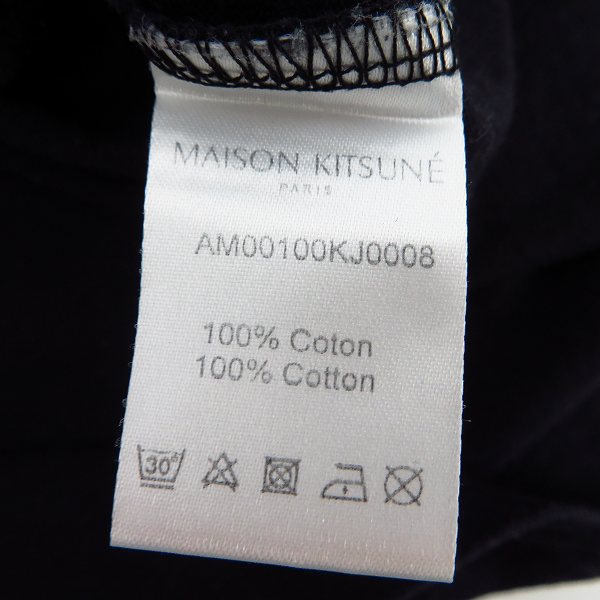 MAISON KITSUNÉ
PARIS
AM00100KJ0008
100% Coton
100% Cotton
30°